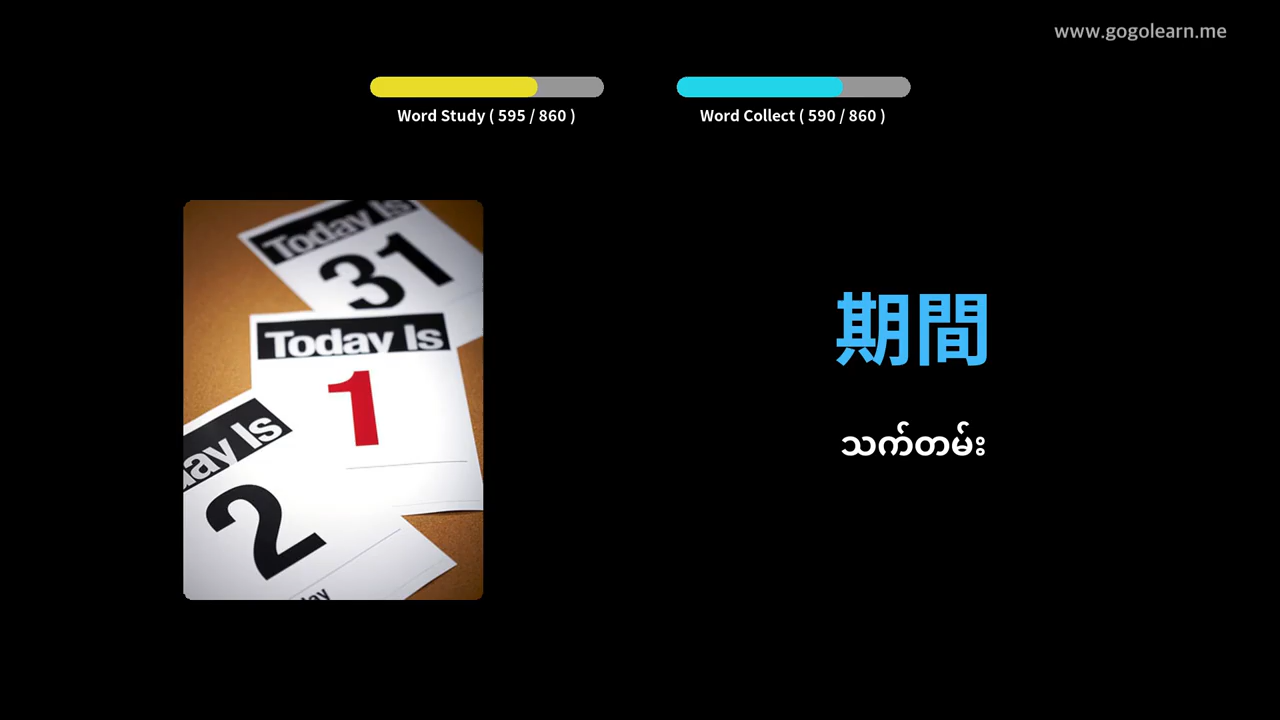 www.gogolearn.me
Word Study ( 595 / 860 )
Word Collect ( 590 / 860 )
Today Is
31
Today Is
1
ay Is
2
期間
သက်တမ်း